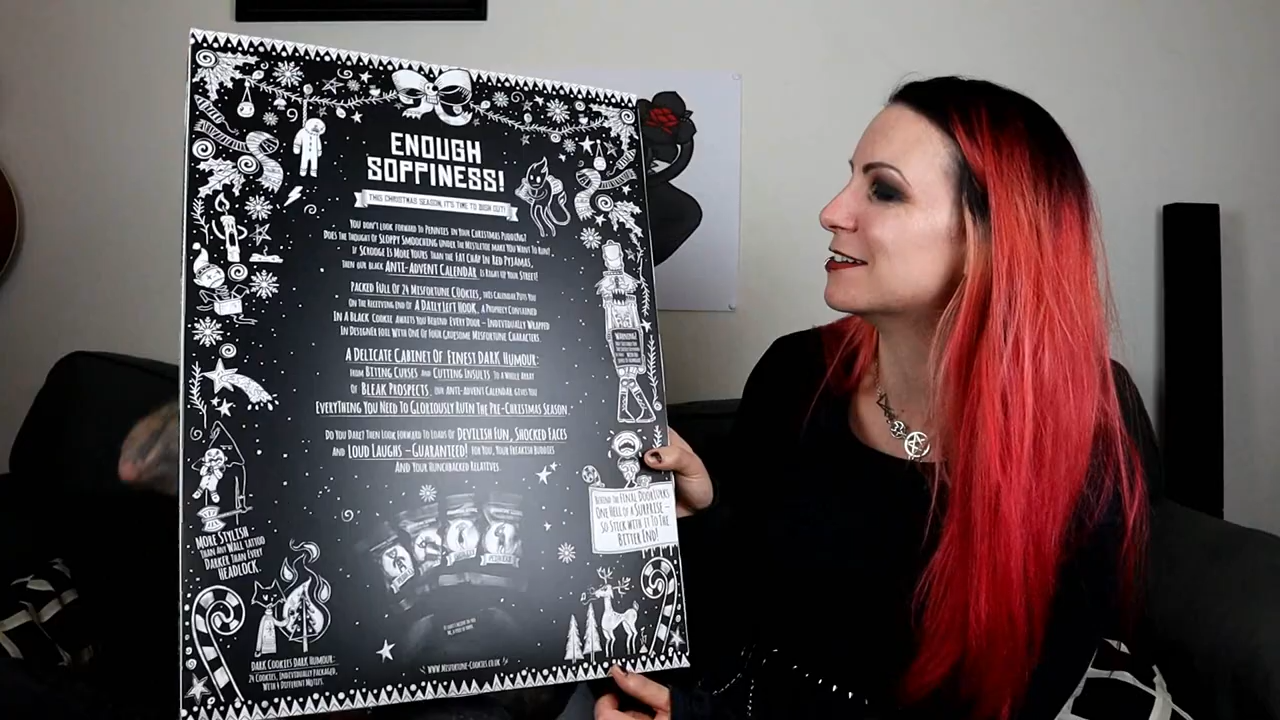 ENOUGH
SOPPINESS!
THIS CHRISTMAS SEASON, IT'S TIME TO DISH OUT!
YOU DON'T LOOK FORWARD TO PENNIES IN YOUR CHRISTMAS PUDDING?
DOES THE THOUGHT OF SLOPPY SMOOCHING UNDER THE MISTLETOE MAKE YOU WANT TO RUN?
IF SCROOGE IS MORE YOURS THAN THE FAT CHAP IN RED PYJAMAS,
THEN OUR BLACK ANTI-ADVENT CALENDAR IS RIGHT UP YOUR STREET!
PACKED FULL OF 24 MISFORTUNE COOKIES, THIS CALENDAR PUTS YOU
ON THE RECEIVING END OF A DAILY LEFT HOOK. A PROPHECY CONTAINED
IN A BLACK COOKIE AWAITS YOU BEHIND EVERY DOOR – INDIVIDUALLY WRAPPED
IN DESIGNER FOIL WITH ONE OF FOUR GRUESOME MISFORTUNE CHARACTERS.
A DELICATE CABINET OF FINEST DARK HUMOUR:
FROM BITING CURSES AND CUTTING INSULTS TO A WHOLE ARRAY
OF BLEAK PROSPECTS. OUR ANTI-ADVENT CALENDAR GIVES YOU
EVERYTHING YOU NEED TO GLORIOUSLY RUIN THE PRE-CHRISTMAS SEASON.
DO YOU DARE? THEN LOOK FORWARD TO LOADS OF DEVILISH FUN, SHOCKED FACES
AND LOUD LAUGHS – GUARANTEED! FOR YOU, YOUR FREAKISH BUDDIES
AND YOUR HUNCHBACKED RELATIVES.
WARNING!
BEHIND THE FINAL DOOR LURKS
ONE HELL OF A SURPRISE –
SO STICK WITH IT TO THE
BITTER END!
MORE STYLISH
THAN ANY WALL TATTOO
DARKER THAN EVERY
HEADLOCK.
DARK COOKIES DARK HUMOUR:
24 COOKIES, INDIVIDUALLY PACKAGED,
WITH 4 DIFFERENT MOTIFS.
WWW.MISFORTUNE-COOKIES.CO.UK